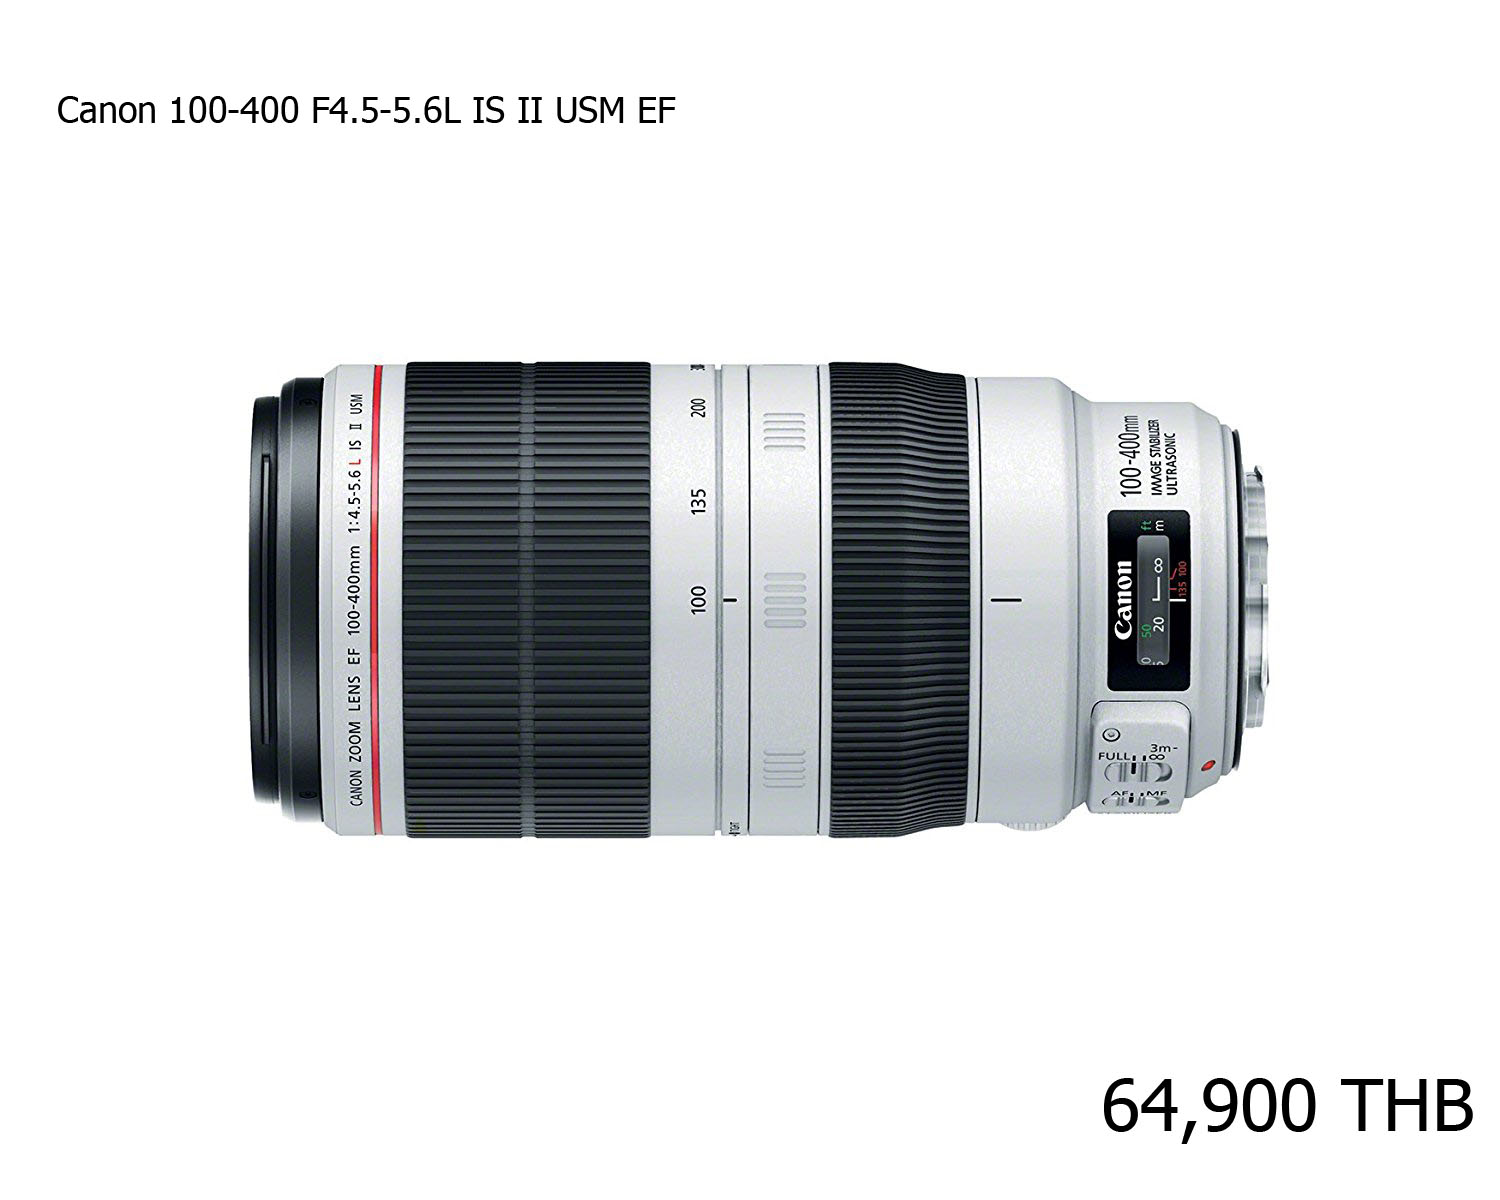 Canon 100-400 F4.5-5.6L IS II USM EF
CANON ZOOM LENS EF 100-400mm 1:4.5-5.6 L IS II USM
200
135
100
100-400mm
IMAGE STABILIZER
ULTRASONIC
Canon
ft
m
∞
50
20
100
135
FULL
3m-∞
AF
MF
64,900 THB